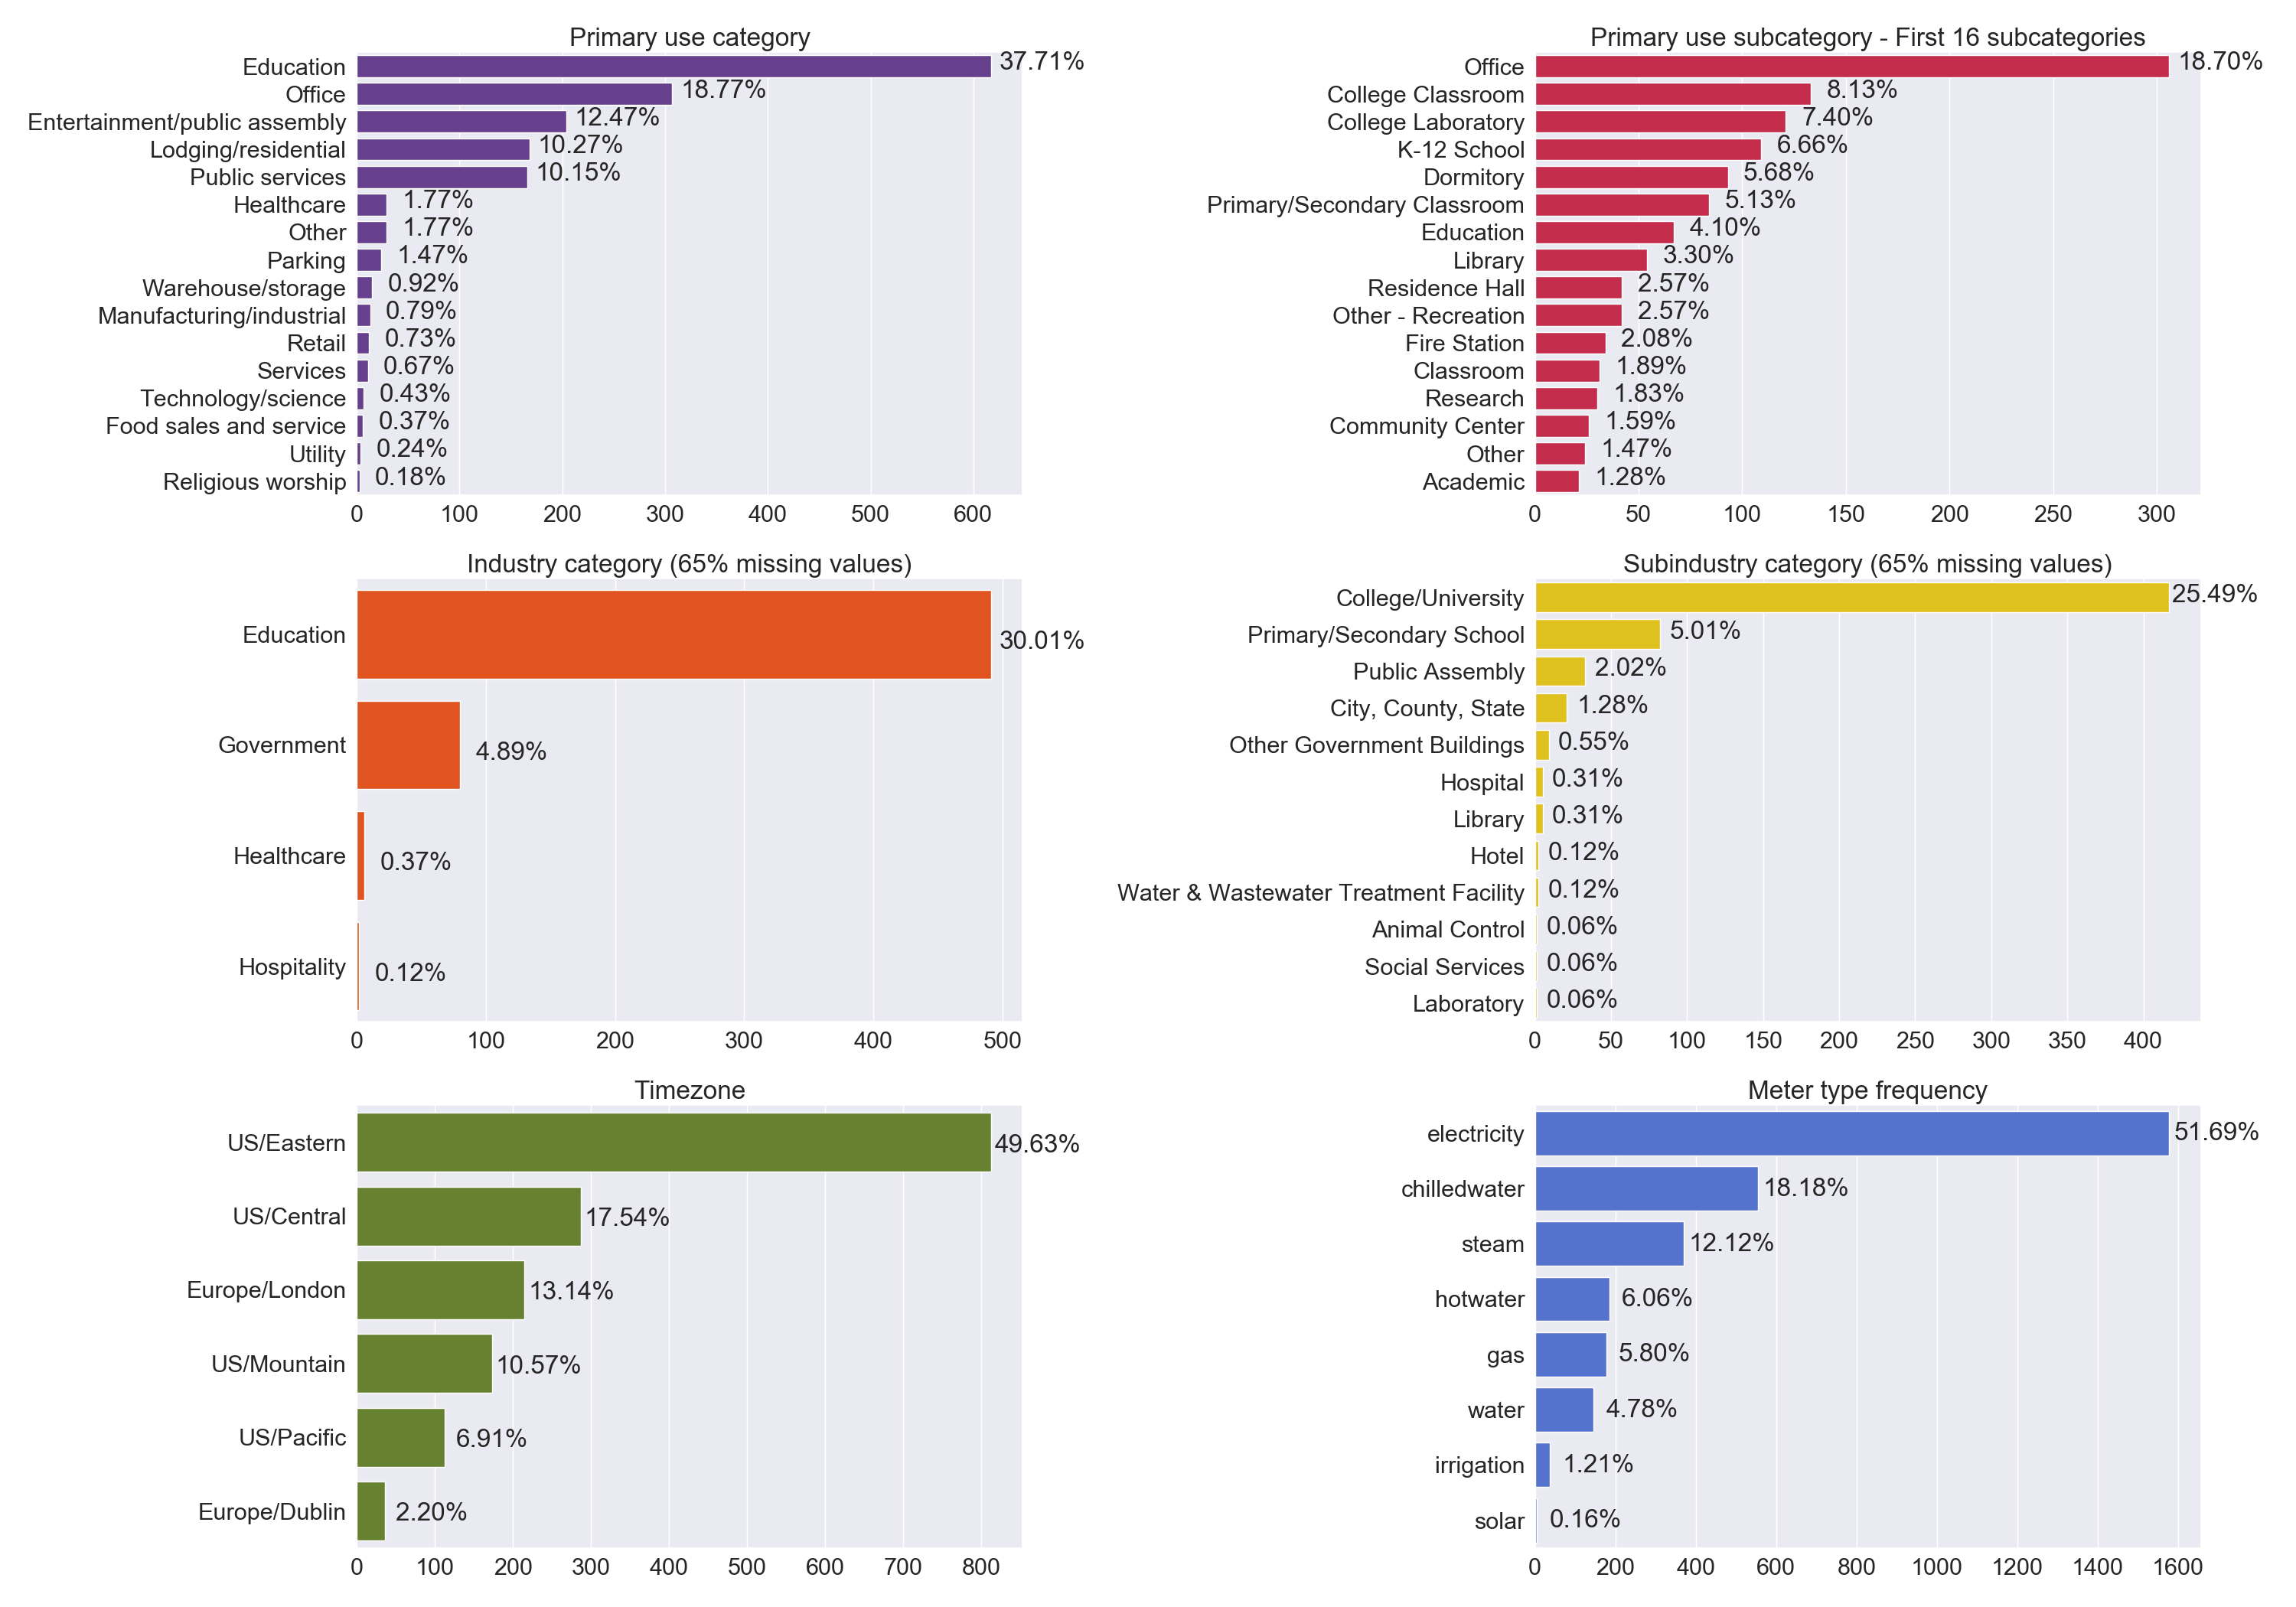 Primary use category
Education 37.71%
Office 18.77%
Entertainment/public assembly 12.47%
Lodging/residential 10.27%
Public services 10.15%
Healthcare 1.77%
Other 1.77%
Parking 1.47%
Warehouse/storage 0.92%
Manufacturing/industrial 0.79%
Retail 0.73%
Services 0.67%
Technology/science 0.43%
Food sales and service 0.37%
Utility 0.24%
Religious worship 0.18%
0 100 200 300 400 500 600
Primary use subcategory - First 16 subcategories
Office 18.70%
College Classroom 8.13%
College Laboratory 7.40%
K-12 School 6.66%
Dormitory 5.68%
Primary/Secondary Classroom 5.13%
Education 4.10%
Library 3.30%
Residence Hall 2.57%
Other - Recreation 2.57%
Fire Station 2.08%
Classroom 1.89%
Research 1.83%
Community Center 1.59%
Other 1.47%
Academic 1.28%
0 50 100 150 200 250 300
Industry category (65% missing values)
Education 30.01%
Government 4.89%
Healthcare 0.37%
Hospitality 0.12%
0 100 200 300 400 500
Subindustry category (65% missing values)
College/University 25.49%
Primary/Secondary School 5.01%
Public Assembly 2.02%
City, County, State 1.28%
Other Government Buildings 0.55%
Hospital 0.31%
Library 0.31%
Hotel 0.12%
Water & Wastewater Treatment Facility 0.12%
Animal Control 0.06%
Social Services 0.06%
Laboratory 0.06%
0 50 100 150 200 250 300 350 400
Timezone
US/Eastern 49.63%
US/Central 17.54%
Europe/London 13.14%
US/Mountain 10.57%
US/Pacific 6.91%
Europe/Dublin 2.20%
0 100 200 300 400 500 600 700 800
Meter type frequency
electricity 51.69%
chilledwater 18.18%
steam 12.12%
hotwater 6.06%
gas 5.80%
water 4.78%
irrigation 1.21%
solar 0.16%
0 200 400 600 800 1000 1200 1400 1600